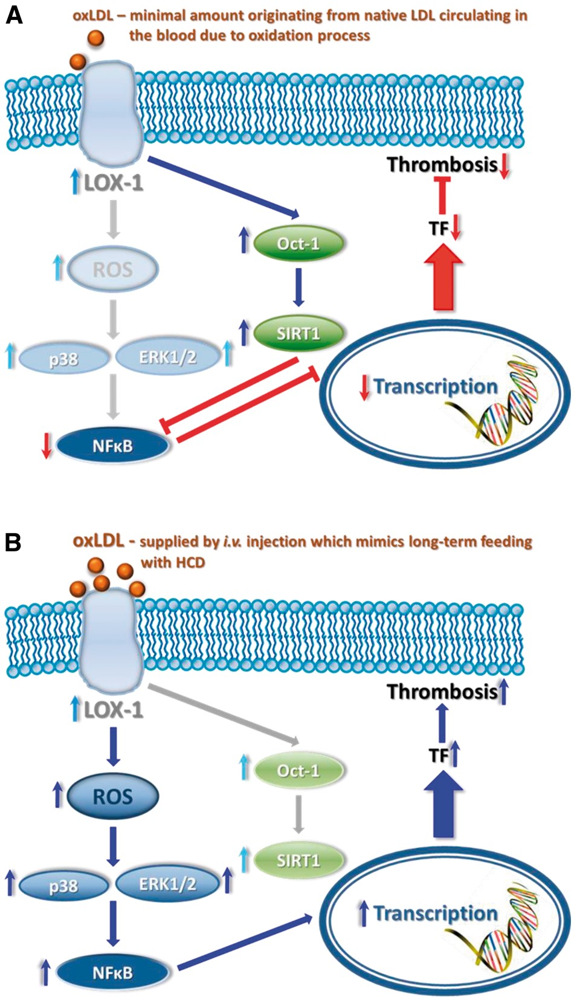 A
oxLDL – minimal amount originating from native LDL circulating in
the blood due to oxidation process
Thrombosis
LOX-1
TF
Oct-1
ROS
SIRT1
p38
ERK1/2
Transcription
NFκB
B
oxLDL - supplied by i.v. injection which mimics long-term feeding
with HCD
Thrombosis
LOX-1
TF
Oct-1
ROS
SIRT1
p38
ERK1/2
Transcription
NFκB